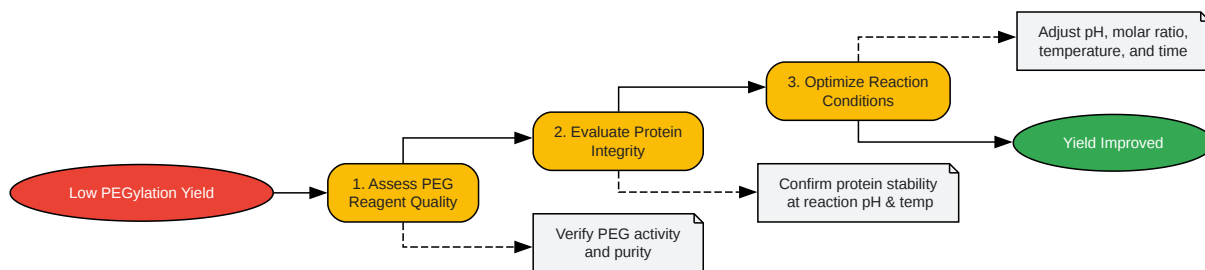 Low PEGylation Yield
1. Assess PEG
Reagent Quality
Verify PEG activity
and purity
2. Evaluate Protein
Integrity
Confirm protein stability
at reaction pH & temp
3. Optimize Reaction
Conditions
Adjust pH, molar ratio,
temperature, and time
Yield Improved